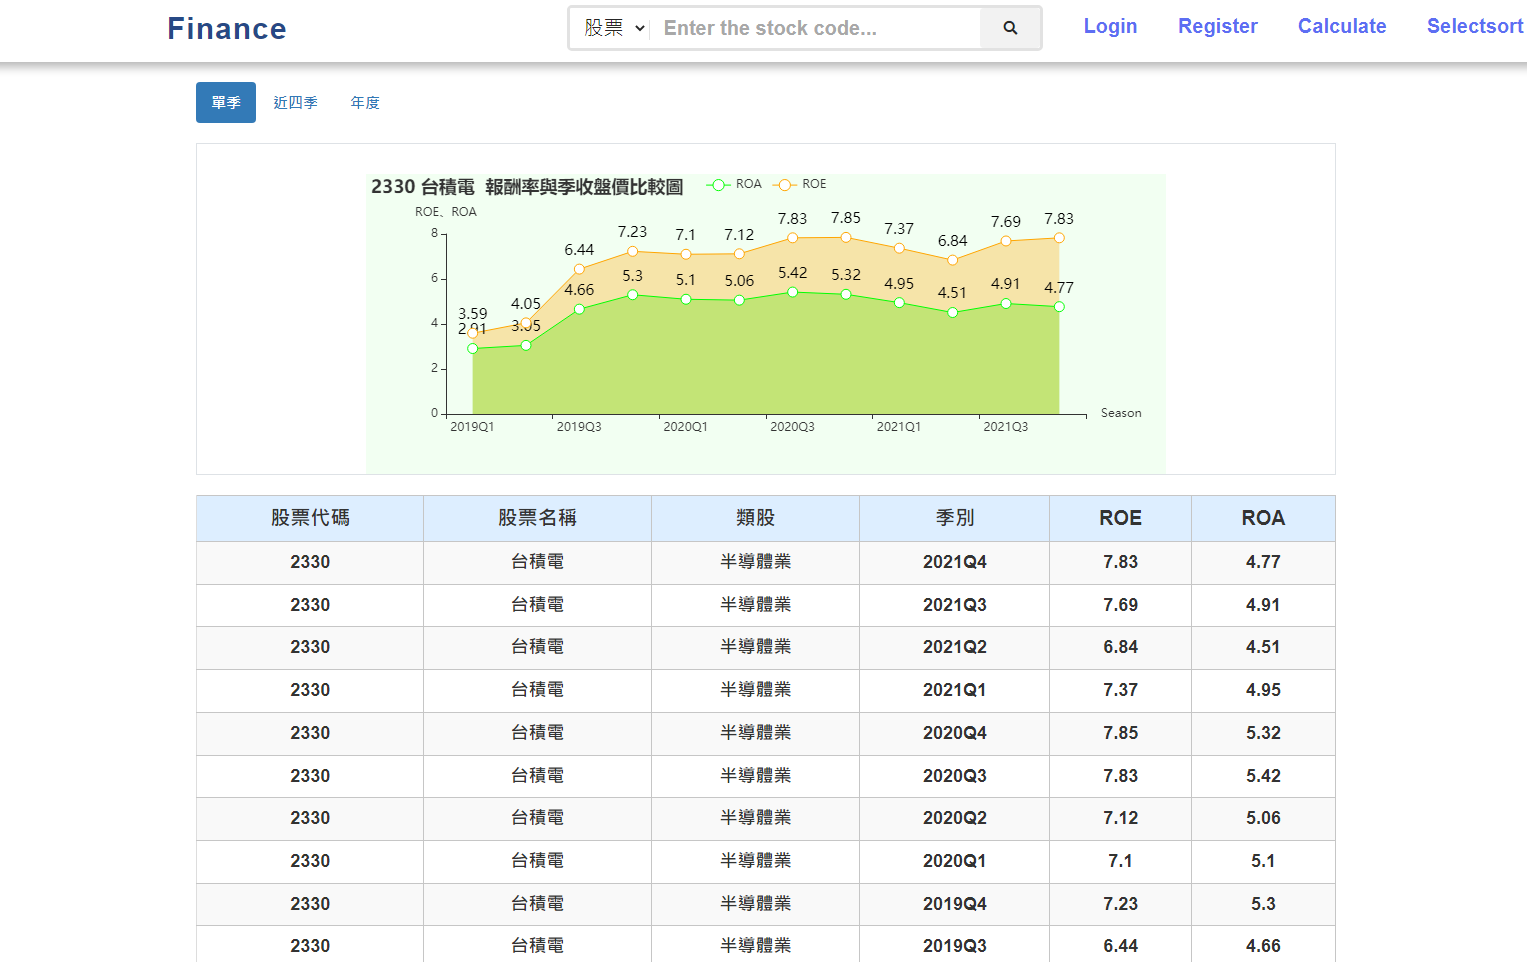 Finance 股票 Enter the stock code... Login Register Calculate Selectsort
單季 近四季 年度
2330 台積電 報酬率與季收盤價比較圖 ROA ROE
ROE、ROA
7.83 7.85 7.37 6.84 7.69 7.83
3.59 4.05 6.44 7.23 7.1 7.12
2.91 3.05 4.66 5.3 5.1 5.06 5.42 5.32 4.95 4.51 4.91 4.77
8
6
4
2
0
Season
2019Q1 2019Q3 2020Q1 2020Q3 2021Q1 2021Q3
股票代碼 股票名稱 類股 季別 ROE ROA
2330 台積電 半導體業 2021Q4 7.83 4.77
2330 台積電 半導體業 2021Q3 7.69 4.91
2330 台積電 半導體業 2021Q2 6.84 4.51
2330 台積電 半導體業 2021Q1 7.37 4.95
2330 台積電 半導體業 2020Q4 7.85 5.32
2330 台積電 半導體業 2020Q3 7.83 5.42
2330 台積電 半導體業 2020Q2 7.12 5.06
2330 台積電 半導體業 2020Q1 7.1 5.1
2330 台積電 半導體業 2019Q4 7.23 5.3
2330 台積電 半導體業 2019Q3 6.44 4.66